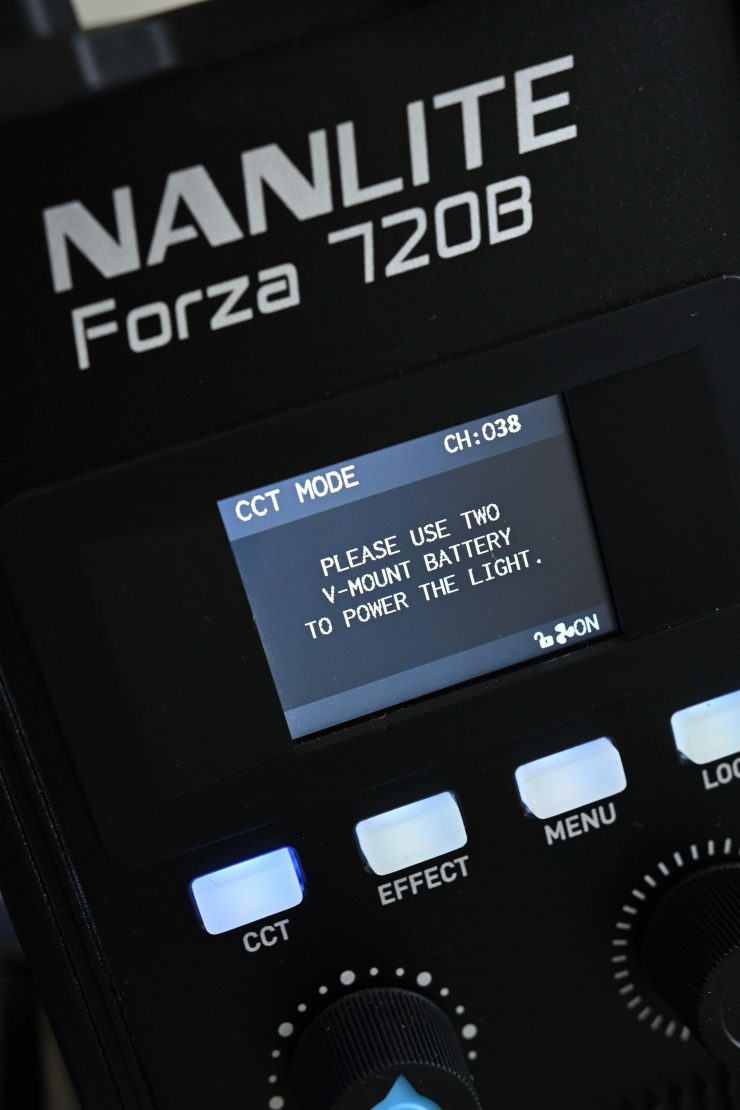 NANLITE
Forza 720B
CCT MODE CH:038
PLEASE USE TWO
V-MOUNT BATTERY
TO POWER THE LIGHT.
ON
CCT EFFECT MENU